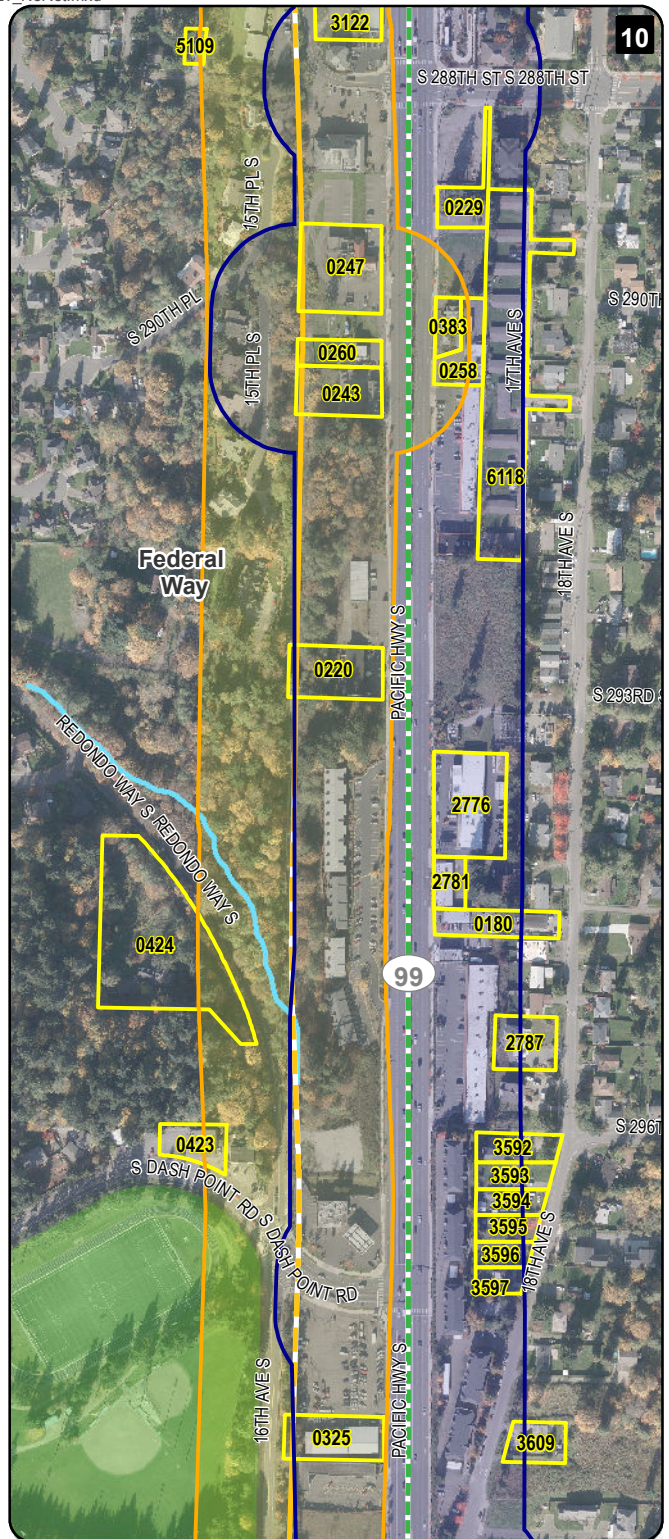 10
3122
5109
S 288TH ST S 288TH ST
15TH PL S
0229
0247
S 290TH PL
0383
17TH AVE S
0260
15TH PL S
0258
0243
6118
18TH AVE S
Federal
Way
PACIFIC HWY S
0220
S 293RD
REDONDO WAY S REDONDO WAY S
2776
2781
0180
0424
99
2787
S 296T
3592
0423
3593
S DASH POINT RD S DASH POINT RD
3594
3595
3596
18TH AVE S
3597
16TH AVE S
PACIFIC HWY S
0325
3609